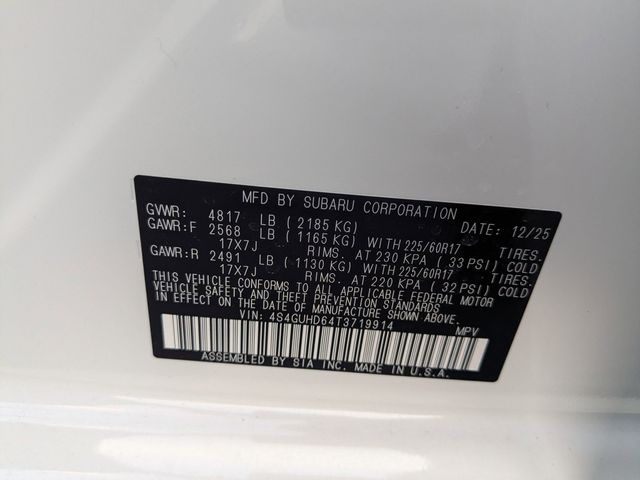 MFD BY SUBARU CORPORATION
GVWR: 4817 LB ( 2185 KG) DATE: 12/25
GAWR:F 2568 LB ( 1165 KG) WITH 225/60R17 TIRES.
17X7J RIMS. AT 230 KPA ( 33 PSI) COLD
GAWR:R 2491 LB ( 1130 KG) WITH 225/60R17 TIRES.
17X7J RIMS. AT 220 KPA ( 32 PSI) COLD
THIS VEHICLE CONFORMS TO ALL APPLICABLE FEDERAL MOTOR
VEHICLE SAFETY AND THEFT PREVENTION STANDARDS IN
EFFECT ON THE DATE OF MANUFACTURE SHOWN ABOVE.
VIN: 4S4GUHD64T3719914 MPV
ASSEMBLED BY SIA INC. MADE IN U.S.A.